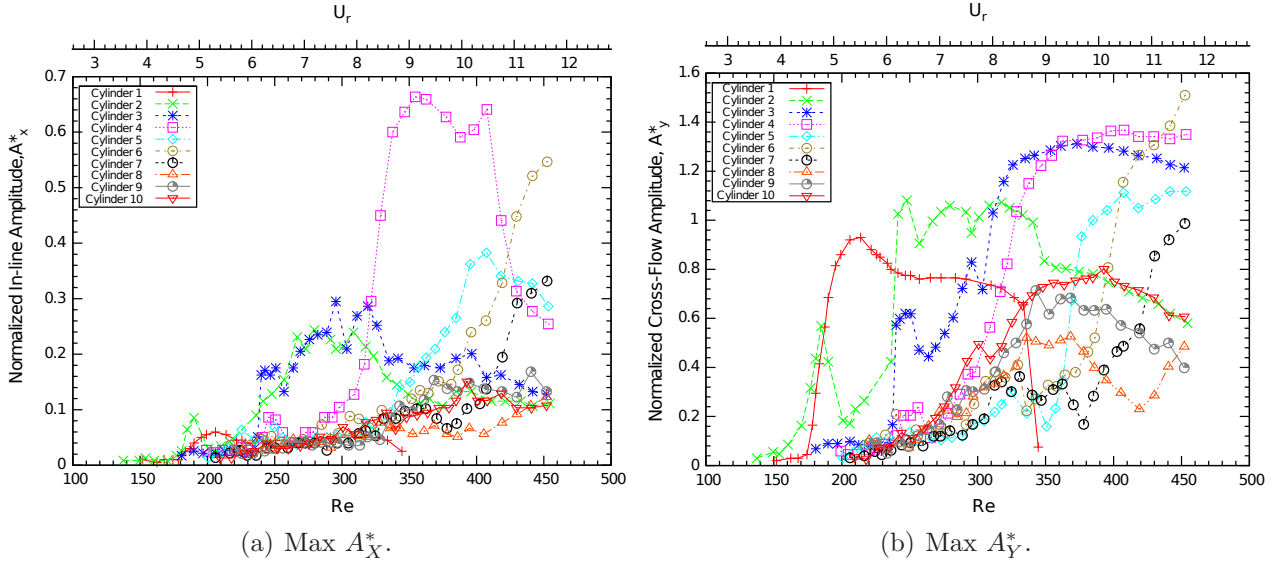 U_r
3 4 5 6 7 8 9 10 11 12
0.7
0.6
0.5
0.4
0.3
0.2
0.1
0
Normalized In-line Amplitude,A*_x
Cylinder 1
Cylinder 2
Cylinder 3
Cylinder 4
Cylinder 5
Cylinder 6
Cylinder 7
Cylinder 8
Cylinder 9
Cylinder 10
100 150 200 250 300 350 400 450 500
Re
(a) Max A*_X.
U_r
3 4 5 6 7 8 9 10 11 12
1.6
1.4
1.2
1
0.8
0.6
0.4
0.2
0
Normalized Cross-Flow Amplitude, A*_y
Cylinder 1
Cylinder 2
Cylinder 3
Cylinder 4
Cylinder 5
Cylinder 6
Cylinder 7
Cylinder 8
Cylinder 9
Cylinder 10
100 150 200 250 300 350 400 450 500
Re
(b) Max A*_Y.